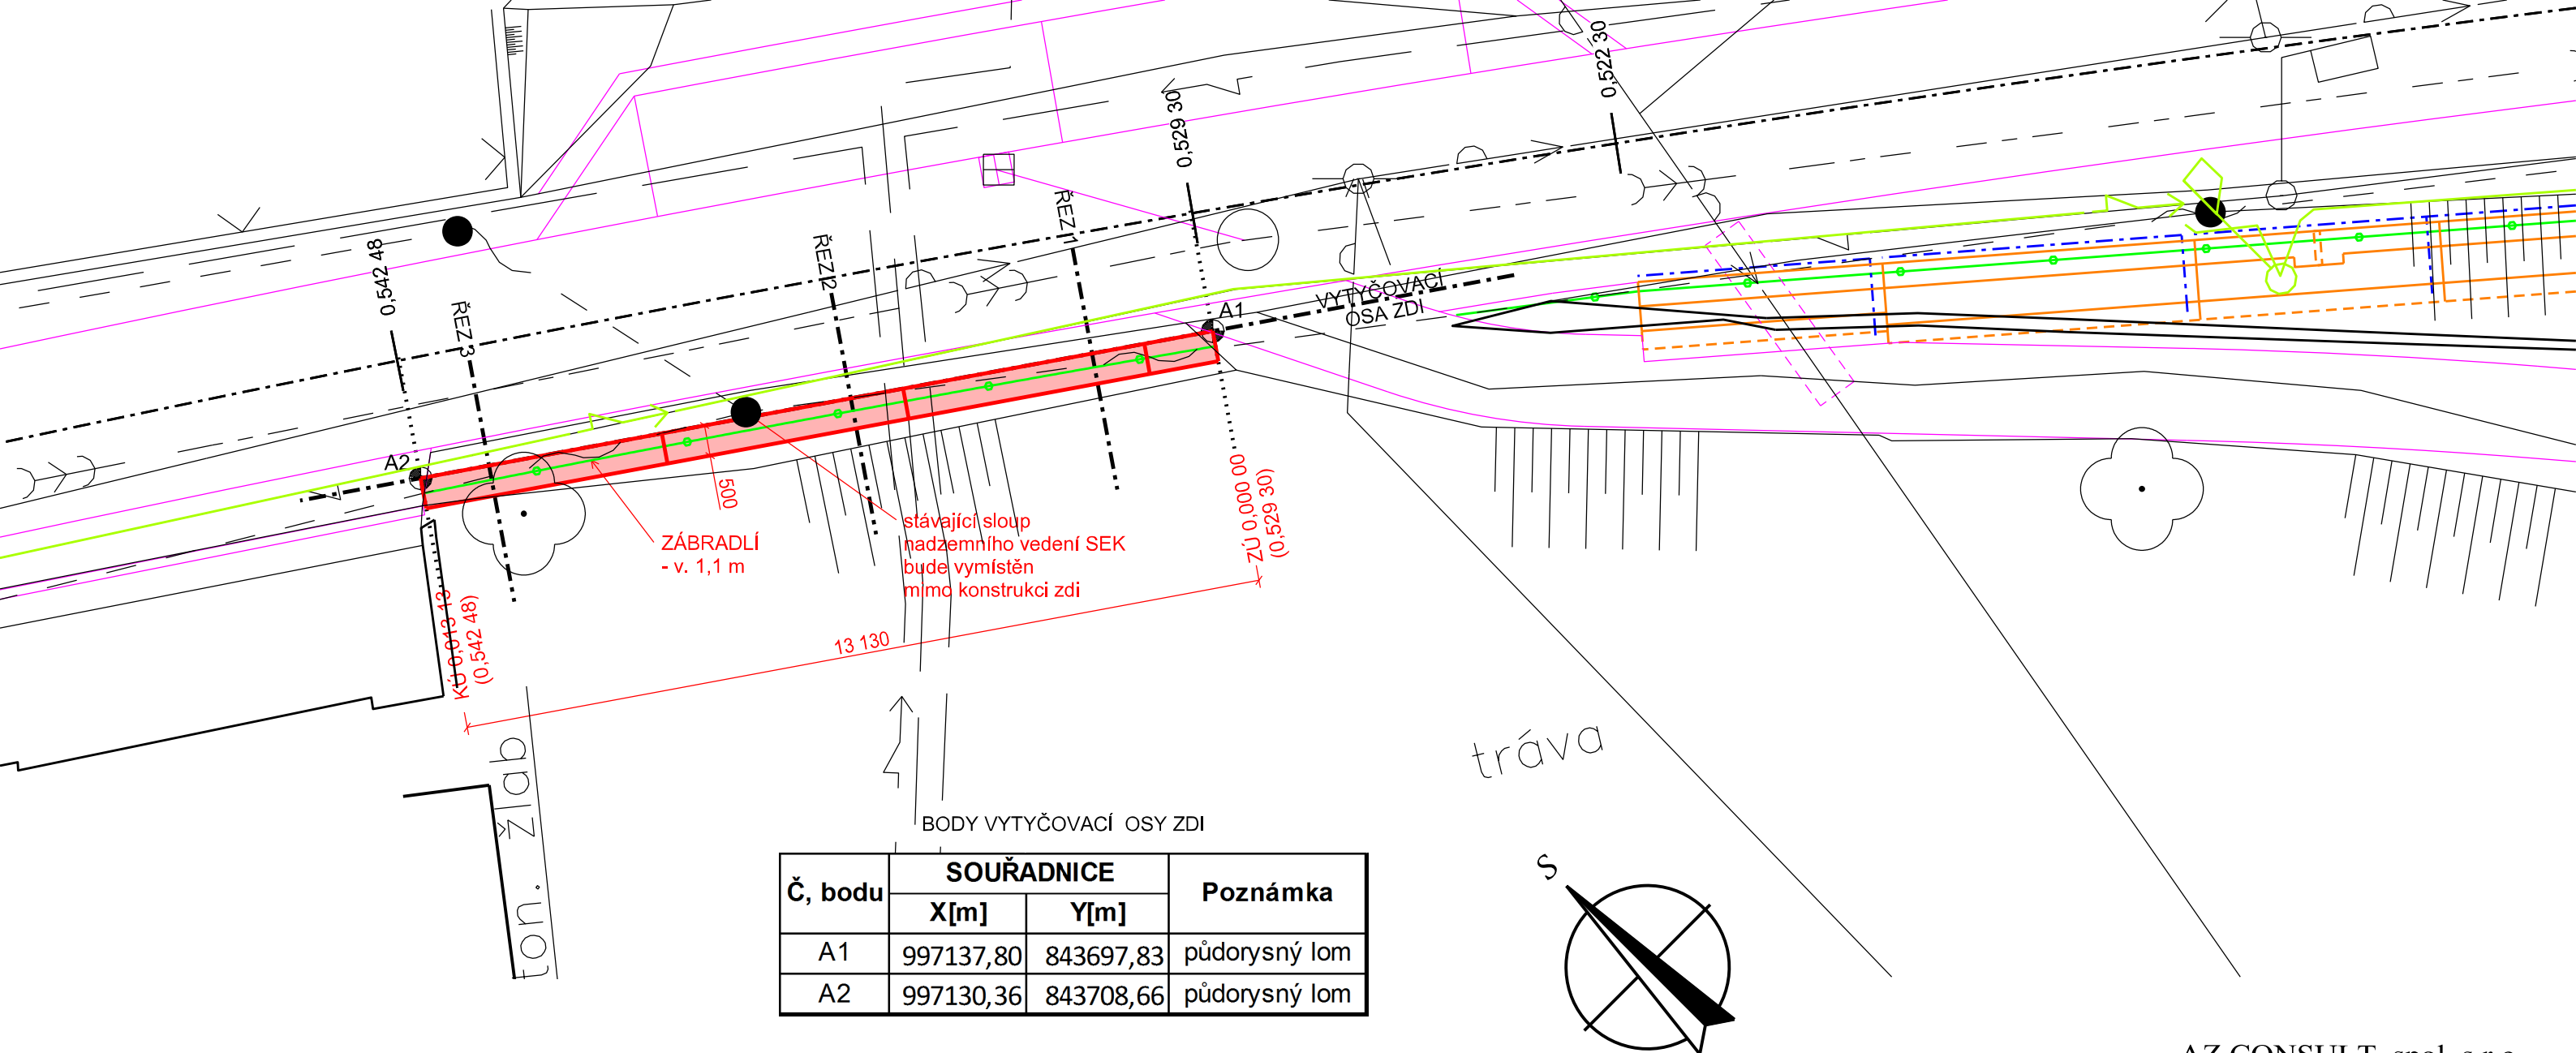 0,522 30
0,529 30
ŘEZ 1
ŘEZ 2
0,542 48
ŘEZ 3
A1
VYTYČOVACÍ
OSA ZDI
A2
500
ZÁBRADLÍ
- v. 1,1 m
stávající sloup
nadzemního vedení SEK
bude vymístěn
mimo konstrukci zdi
ZÚ 0,000 00
(0,529 30)
KÚ 0,013 13
(0,542 48)
13 130
tráva
žlab
BODY VYTYČOVACÍ OSY ZDI
Č, bodu SOUŘADNICE Poznámka
X[m] Y[m]
A1 997137,80 843697,83 půdorysný lom
A2 997130,36 843708,66 půdorysný lom
S
AZ CONSULT, spol. s r.o.